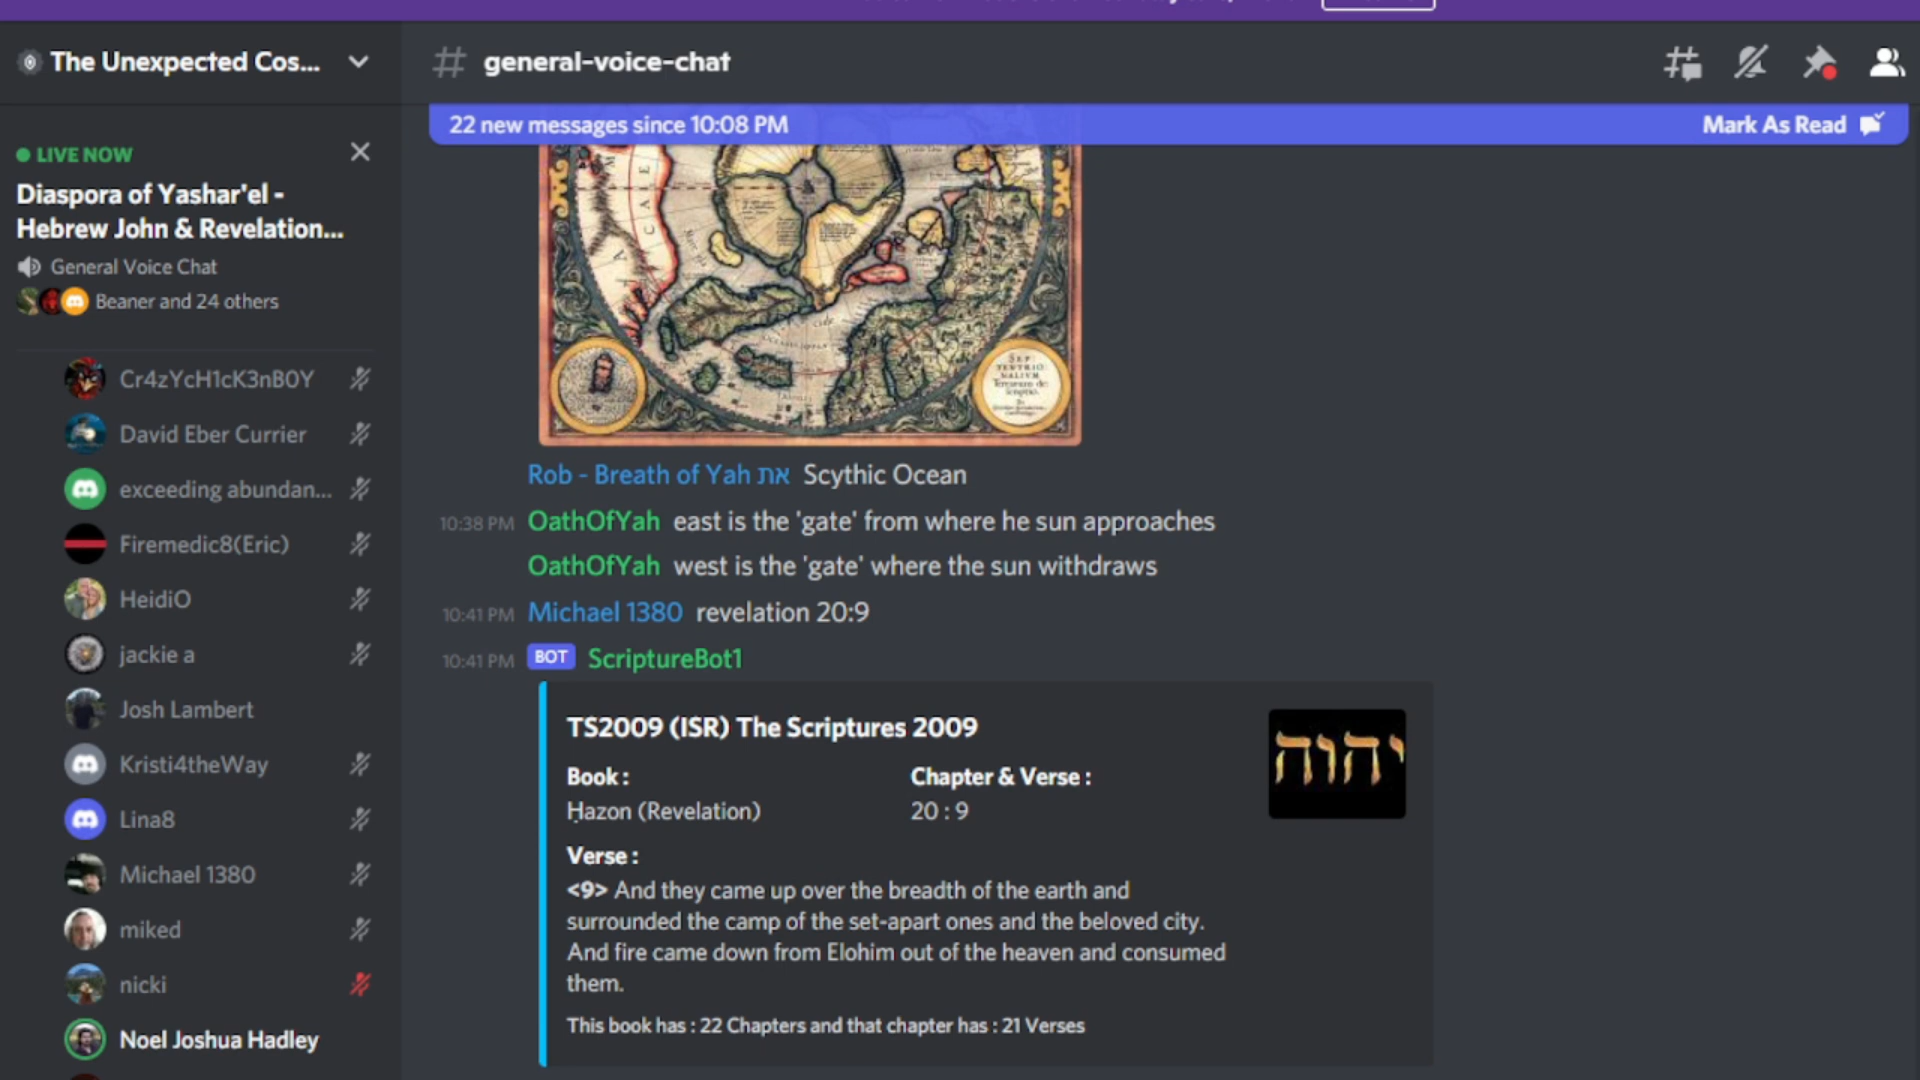 The Unexpected Cos...
general-voice-chat
22 new messages since 10:08 PM
Mark As Read
LIVE NOW
Diaspora of Yashar'el -
Hebrew John & Revelation...
General Voice Chat
Beaner and 24 others
Cr4zYcH1cK3nB0Y
David Eber Currier
exceeding abundan...
Firemedic8(Eric)
HeidiO
jackie a
Josh Lambert
Kristi4theWay
Lina8
Michael 1380
miked
nicki
Noel Joshua Hadley
Rob - Breath of Yah את Scythic Ocean
10:38 PM OathOfYah east is the 'gate' from where he sun approaches
OathOfYah west is the 'gate' where the sun withdraws
10:41 PM Michael 1380 revelation 20:9
10:41 PM BOT ScriptureBot1
TS2009 (ISR) The Scriptures 2009
יהוה
Book : Chapter & Verse :
Ḥazon (Revelation) 20 : 9
Verse :
<9> And they came up over the breadth of the earth and
surrounded the camp of the set-apart ones and the beloved city.
And fire came down from Elohim out of the heaven and consumed
them.
This book has : 22 Chapters and that chapter has : 21 Verses